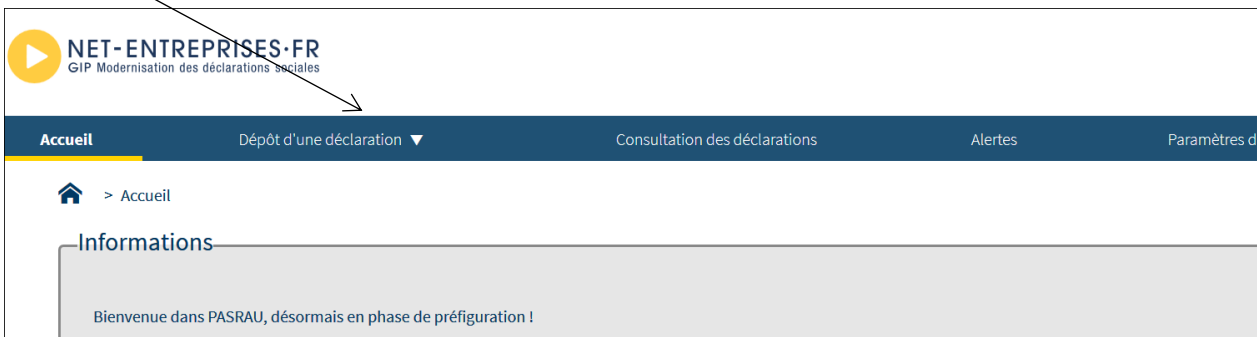 NET-ENTREPRISES·FR
GIP Modernisation des déclarations sociales
Accueil Dépôt d'une déclaration ▼ Consultation des déclarations Alertes Paramètres d
> Accueil
Informations
Bienvenue dans PASRAU, désormais en phase de préfiguration !